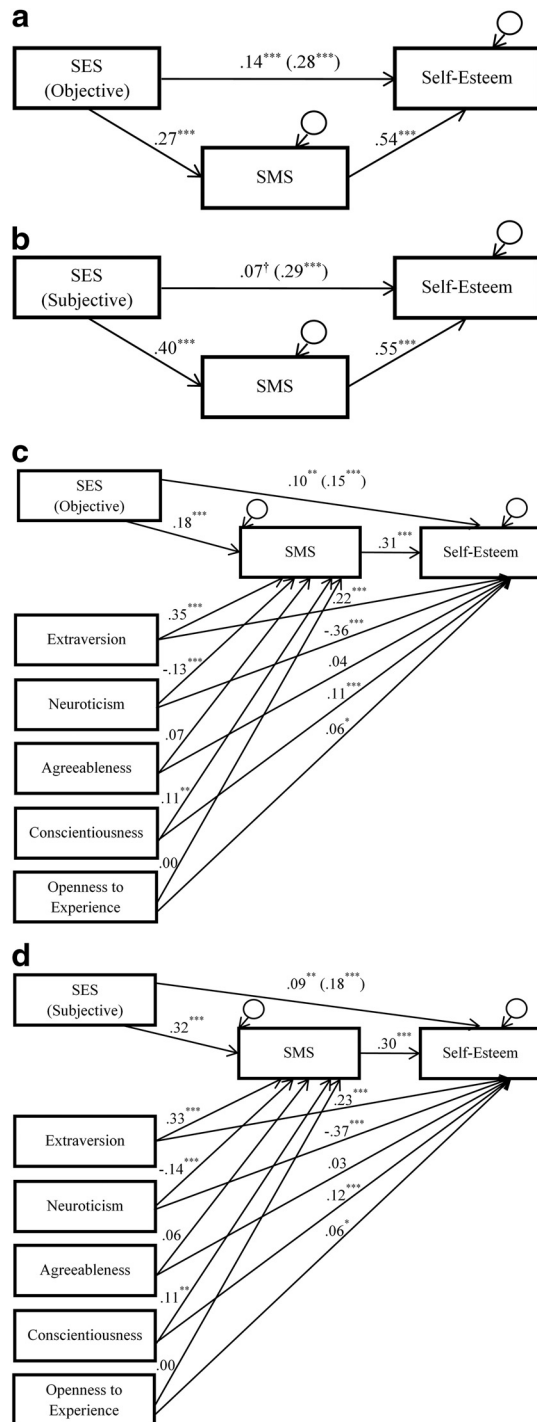 a
SES
(Objective)
.14*** (.28***)
Self-Esteem
.27***
SMS
.54***
b
SES
(Subjective)
.07† (.29***)
Self-Esteem
.40***
SMS
.55***
c
SES
(Objective)
.10** (.15***)
.18***
SMS
.31***
Self-Esteem
.35***
.22***
Extraversion
-.36***
-.13***
Neuroticism
.04
.11***
.07
.06*
Agreeableness
.11**
Conscientiousness
.00
Openness to
Experience
d
SES
(Subjective)
.09** (.18***)
.32***
SMS
.30***
Self-Esteem
.33***
.23***
Extraversion
-.37***
-.14***
Neuroticism
.03
.12***
.06
.06*
Agreeableness
.11**
Conscientiousness
.00
Openness to
Experience